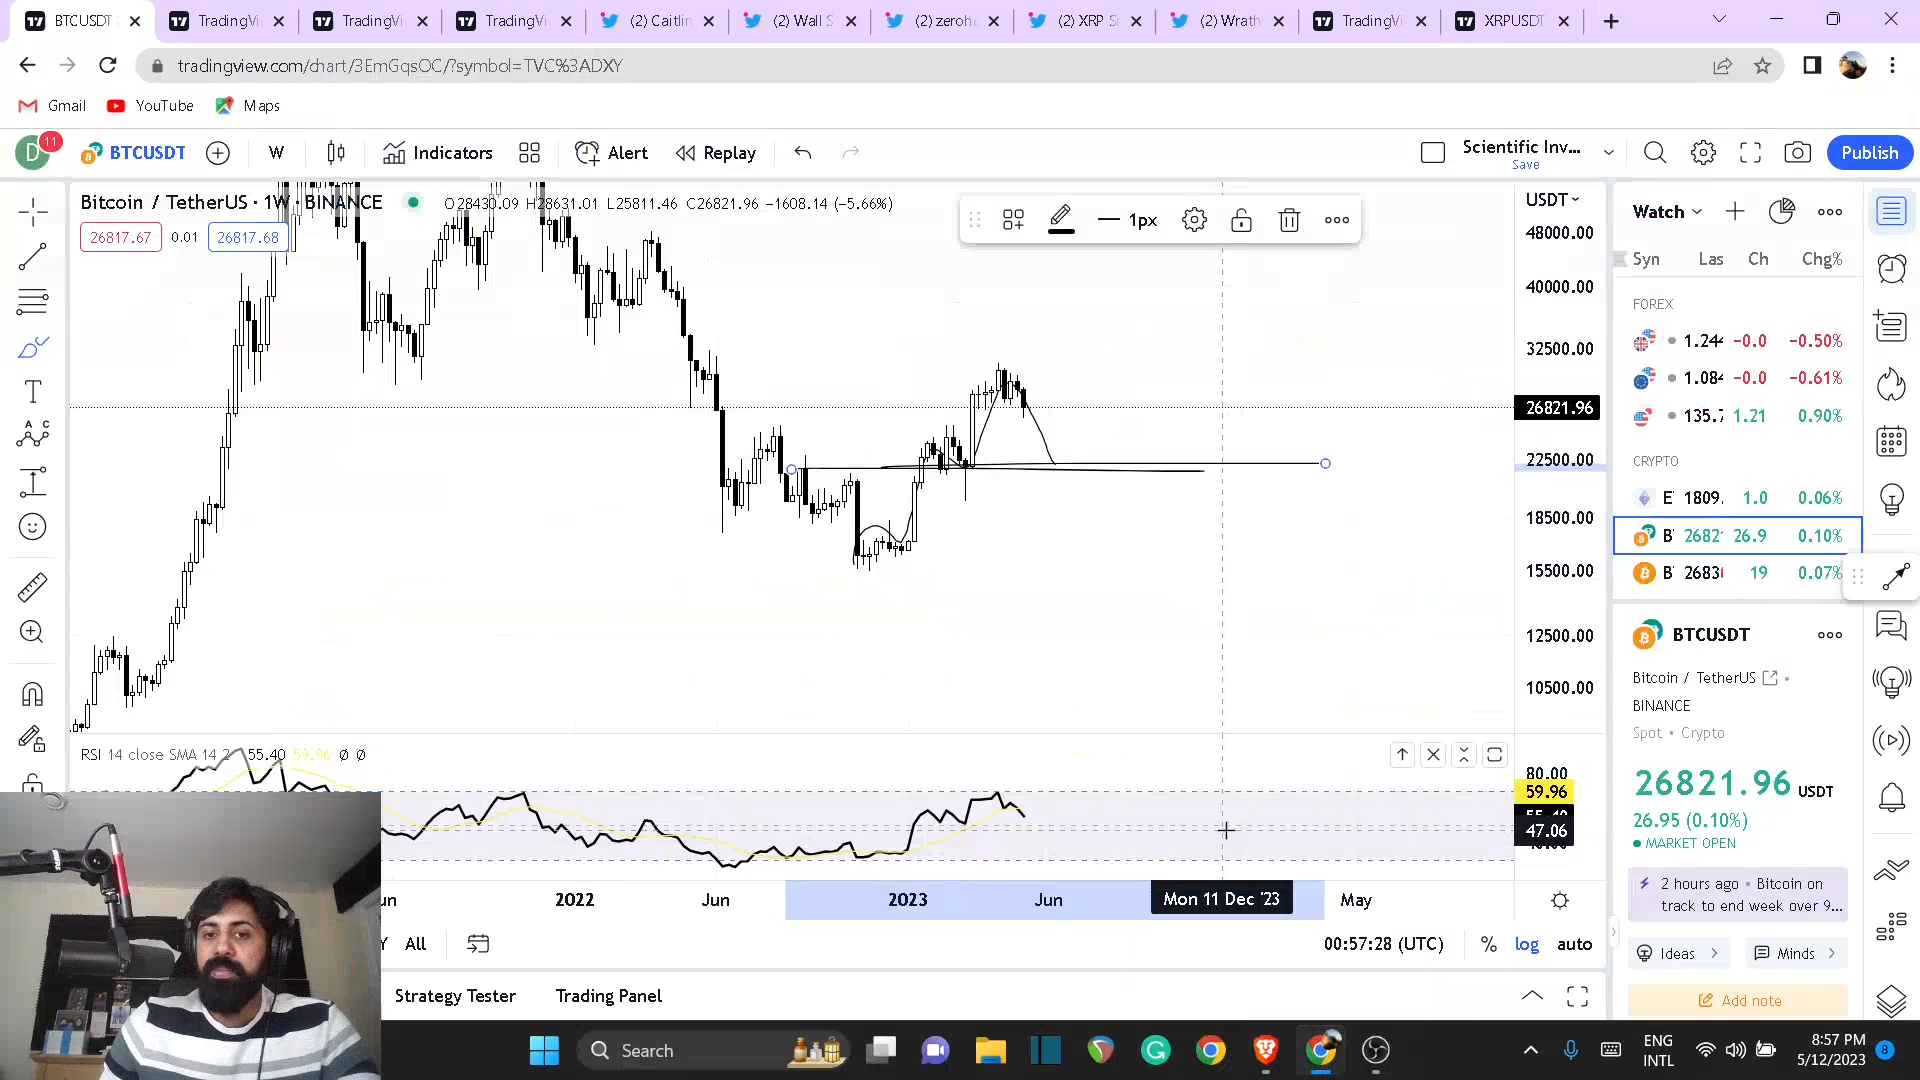 BTCUSDT
TradingVi
TradingVi
TradingVi
(2) Caitlin
(2) Wall S
(2) zerohe
(2) XRP S
(2) Wrath
TradingVi
XRPUSDT
tradingview.com/chart/3EmGqsOC/?symbol=TVC%3ADXY
Gmail
YouTube
Maps
D
11
BTCUSDT
W
Indicators
Alert
Replay
Scientific Inv...
Save
Publish
Bitcoin / TetherUS · 1W · BINANCE
O28430.09 H28631.01 L25811.46 C26821.96 −1608.14 (−5.66%)
26817.67
0.01
26817.68
1px
USDT
48000.00
40000.00
32500.00
26821.96
22500.00
18500.00
15500.00
12500.00
10500.00
Watch
Syn Las Ch Chg%
FOREX
1.244 −0.0 −0.50%
1.084 −0.0 −0.61%
135.7 1.21 0.90%
CRYPTO
E 1809. 1.0 0.06%
B 2682 26.9 0.10%
B 2683 19 0.07%
BTCUSDT
Bitcoin / TetherUS
BINANCE
Spot • Crypto
26821.96 USDT
26.95 (0.10%)
MARKET OPEN
2 hours ago • Bitcoin on
track to end week over 9...
Ideas
Minds
Add note
RSI 14 close SMA 14 2 55.40 59.96 Ø Ø
80.00
59.96
47.06
un
2022
Jun
2023
Jun
Mon 11 Dec '23
May
Y
All
00:57:28 (UTC)
%
log
auto
Strategy Tester
Trading Panel
Search
ENG
INTL
8:57 PM
5/12/2023
8